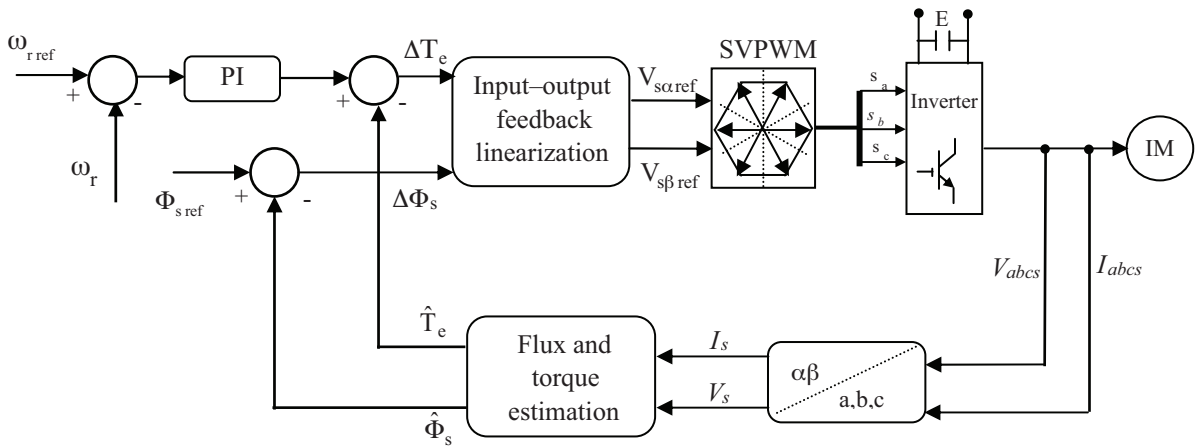 E
SVPWM
ω_r ref
+
-
PI
+
-
ΔT_e
Input–output
feedback
linearization
V_sα ref
V_sβ ref
s_a
s_b
s_c
Inverter
IM
ω_r
Φ_s ref
+
-
ΔΦ_s
V_abcs
I_abcs
T̂_e
Φ̂_s
Flux and
torque
estimation
I_s
V_s
αβ
a,b,c